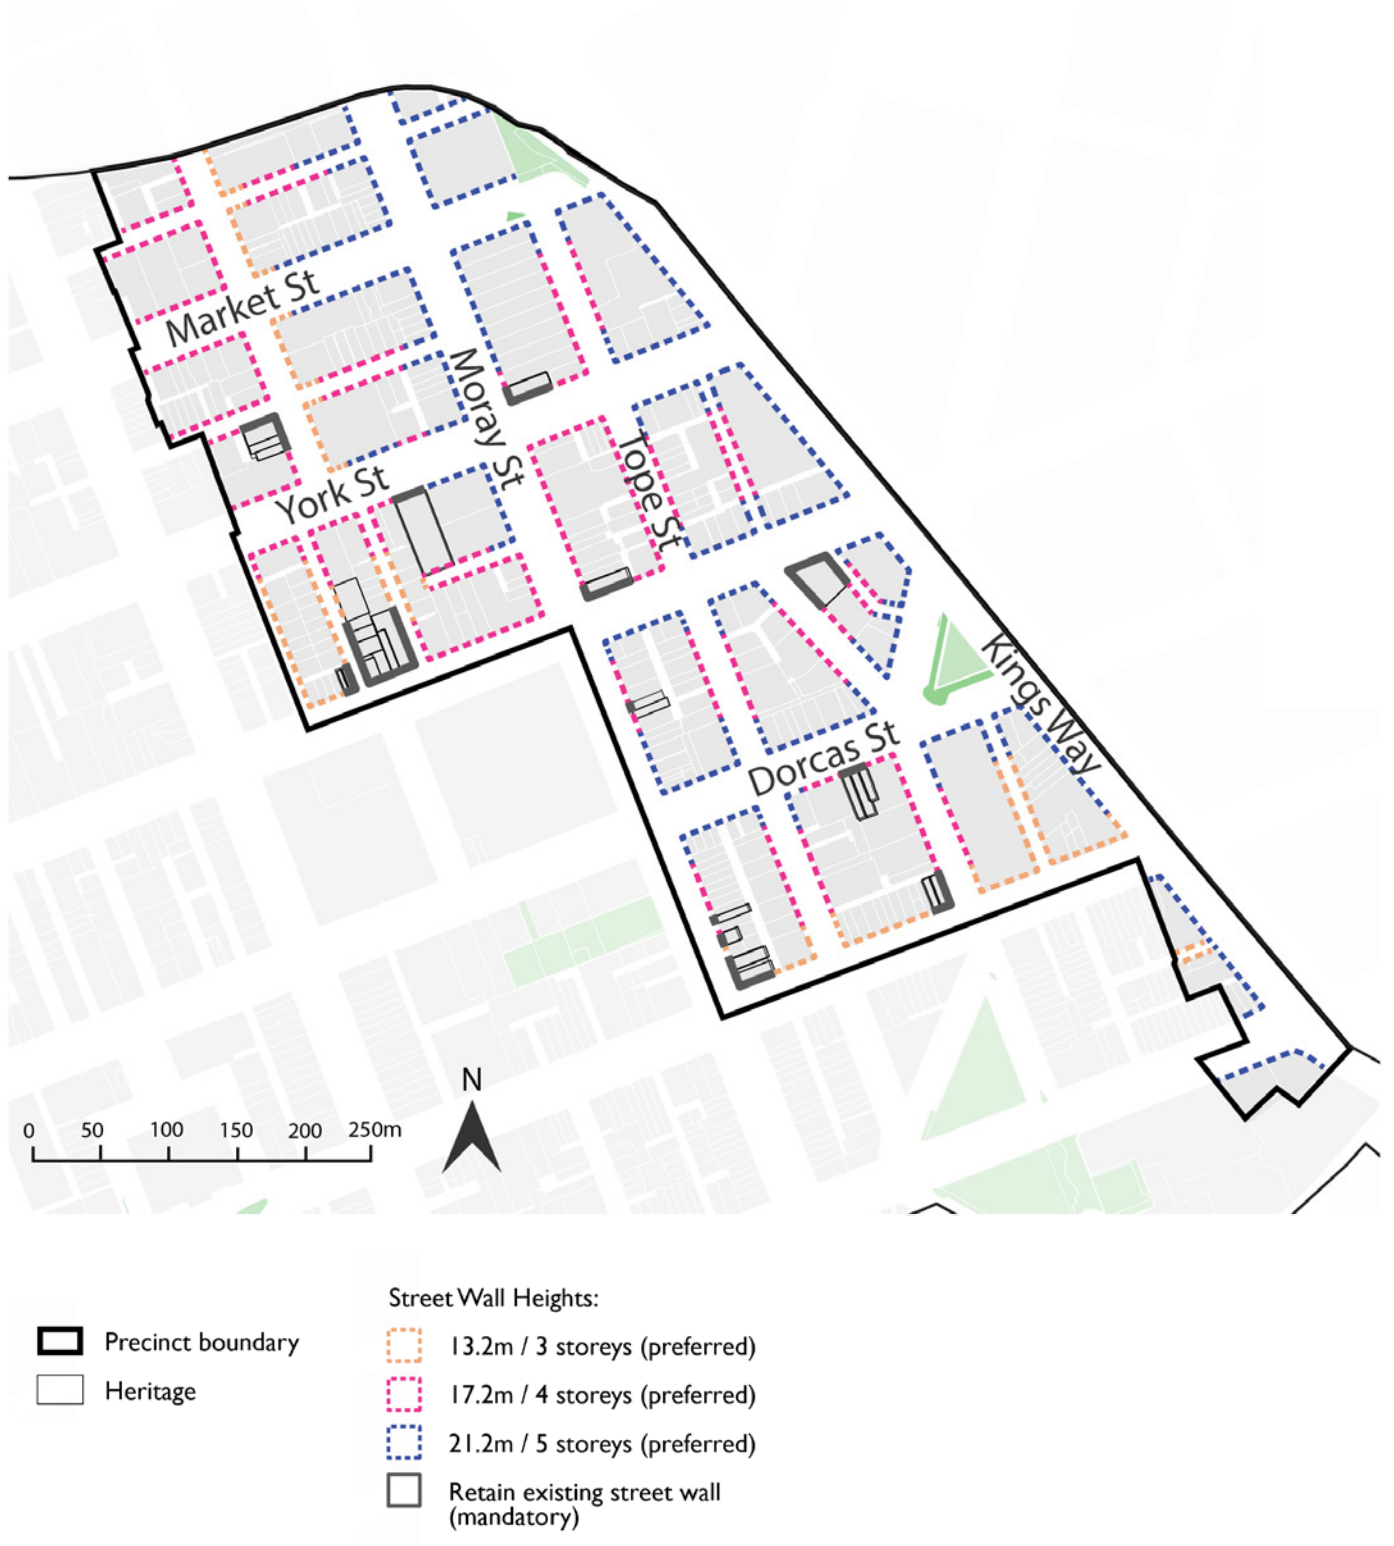 Market St
Moray St
York St
Tope St
Kings Way
Dorcas St
N
0 50 100 150 200 250m
Street Wall Heights:
Precinct boundary
Heritage
13.2m / 3 storeys (preferred)
17.2m / 4 storeys (preferred)
21.2m / 5 storeys (preferred)
Retain existing street wall
(mandatory)